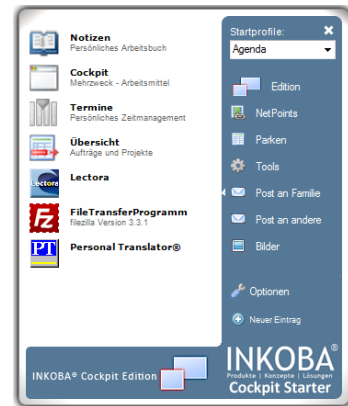 Notizen
Persönliches Arbeitsbuch
Cockpit
Mehrzweck - Arbeitsmittel
Termine
Persönliches Zeitmanagement
Übersicht
Aufträge und Projekte
Lectora
Lectora
FileTransferProgramm
filezilla Version 3.3.1
Fz
Personal Translator®
PT
INKOBA® Cockpit Edition
Startprofile:
Agenda
Edition
NetPoints
Parken
Tools
Post an Familie
Post an andere
Bilder
Optionen
Neuer Eintrag
INKOBA®
Produkte | Konzepte | Lösungen
Cockpit Starter